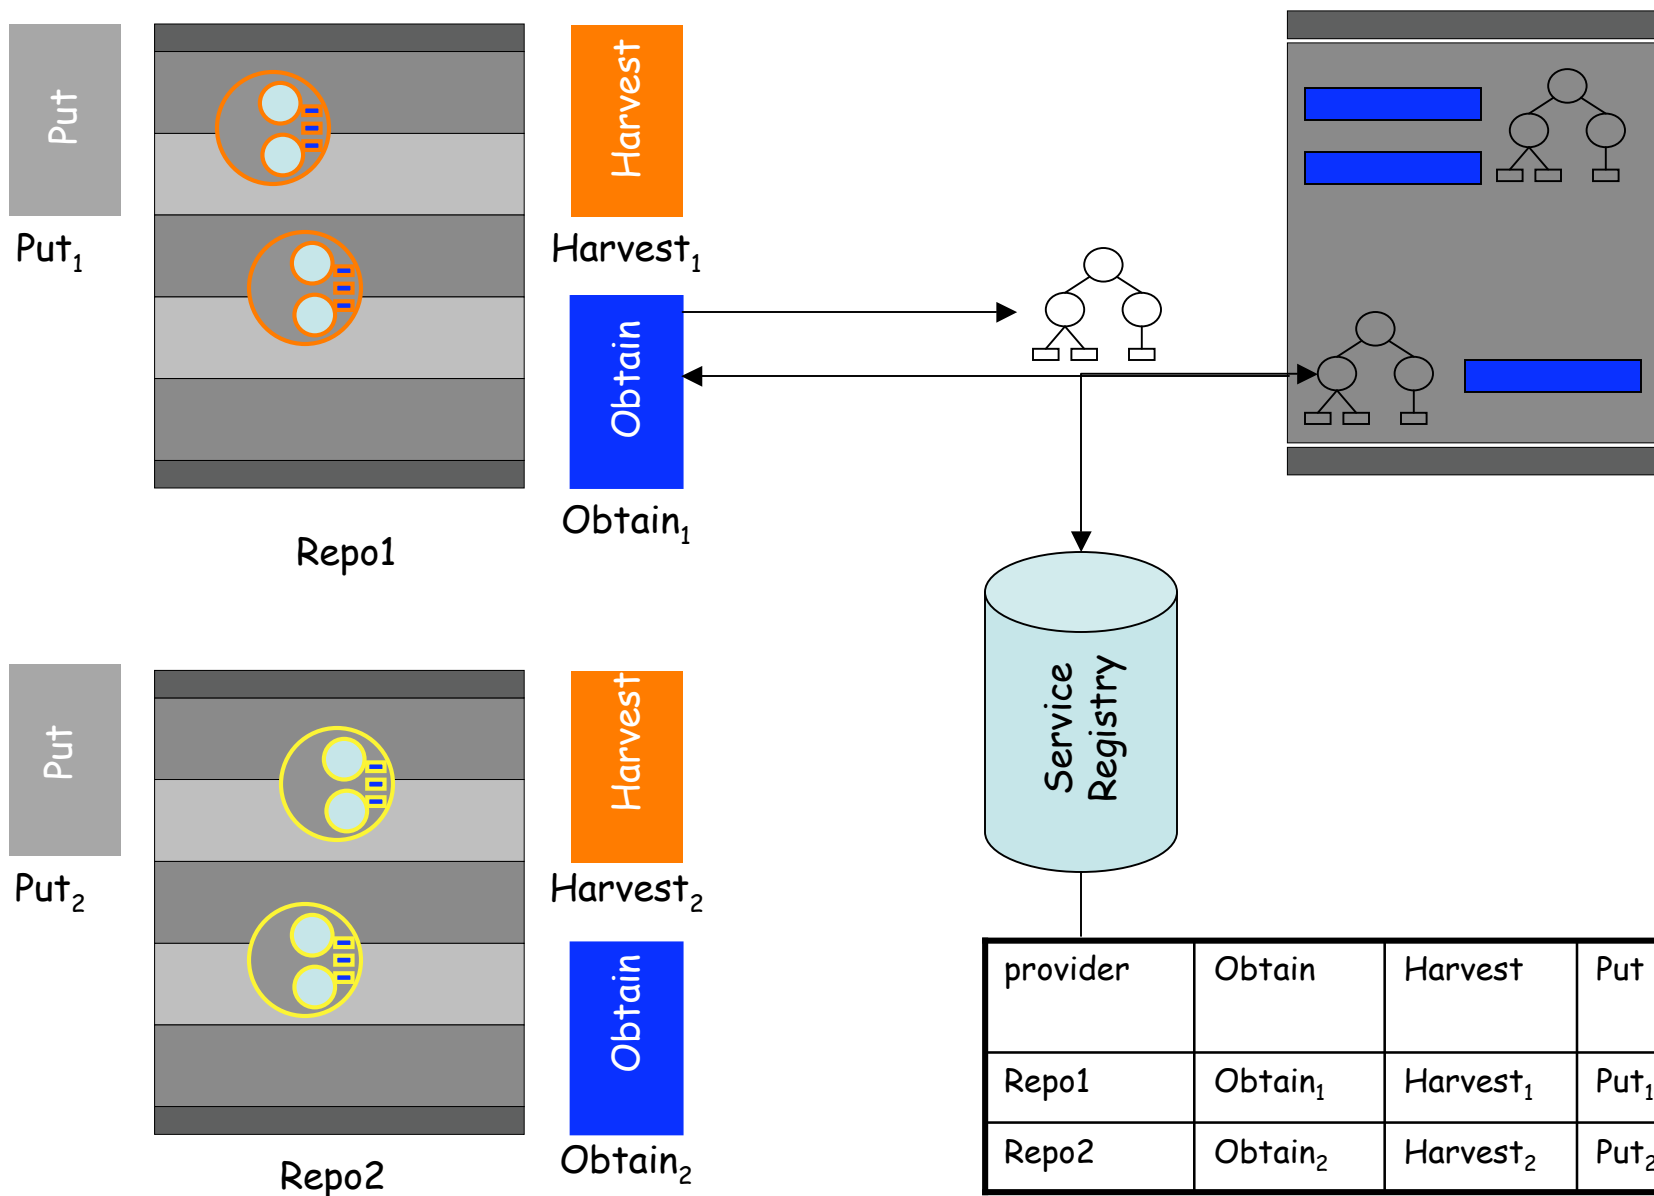 Put
Put₁
Repo1
Harvest
Harvest₁
Obtain
Obtain₁
Put
Put₂
Repo2
Harvest
Harvest₂
Obtain
Obtain₂
Service
Registry
provider Obtain Harvest Put
Repo1 Obtain₁ Harvest₁ Put₁
Repo2 Obtain₂ Harvest₂ Put₂